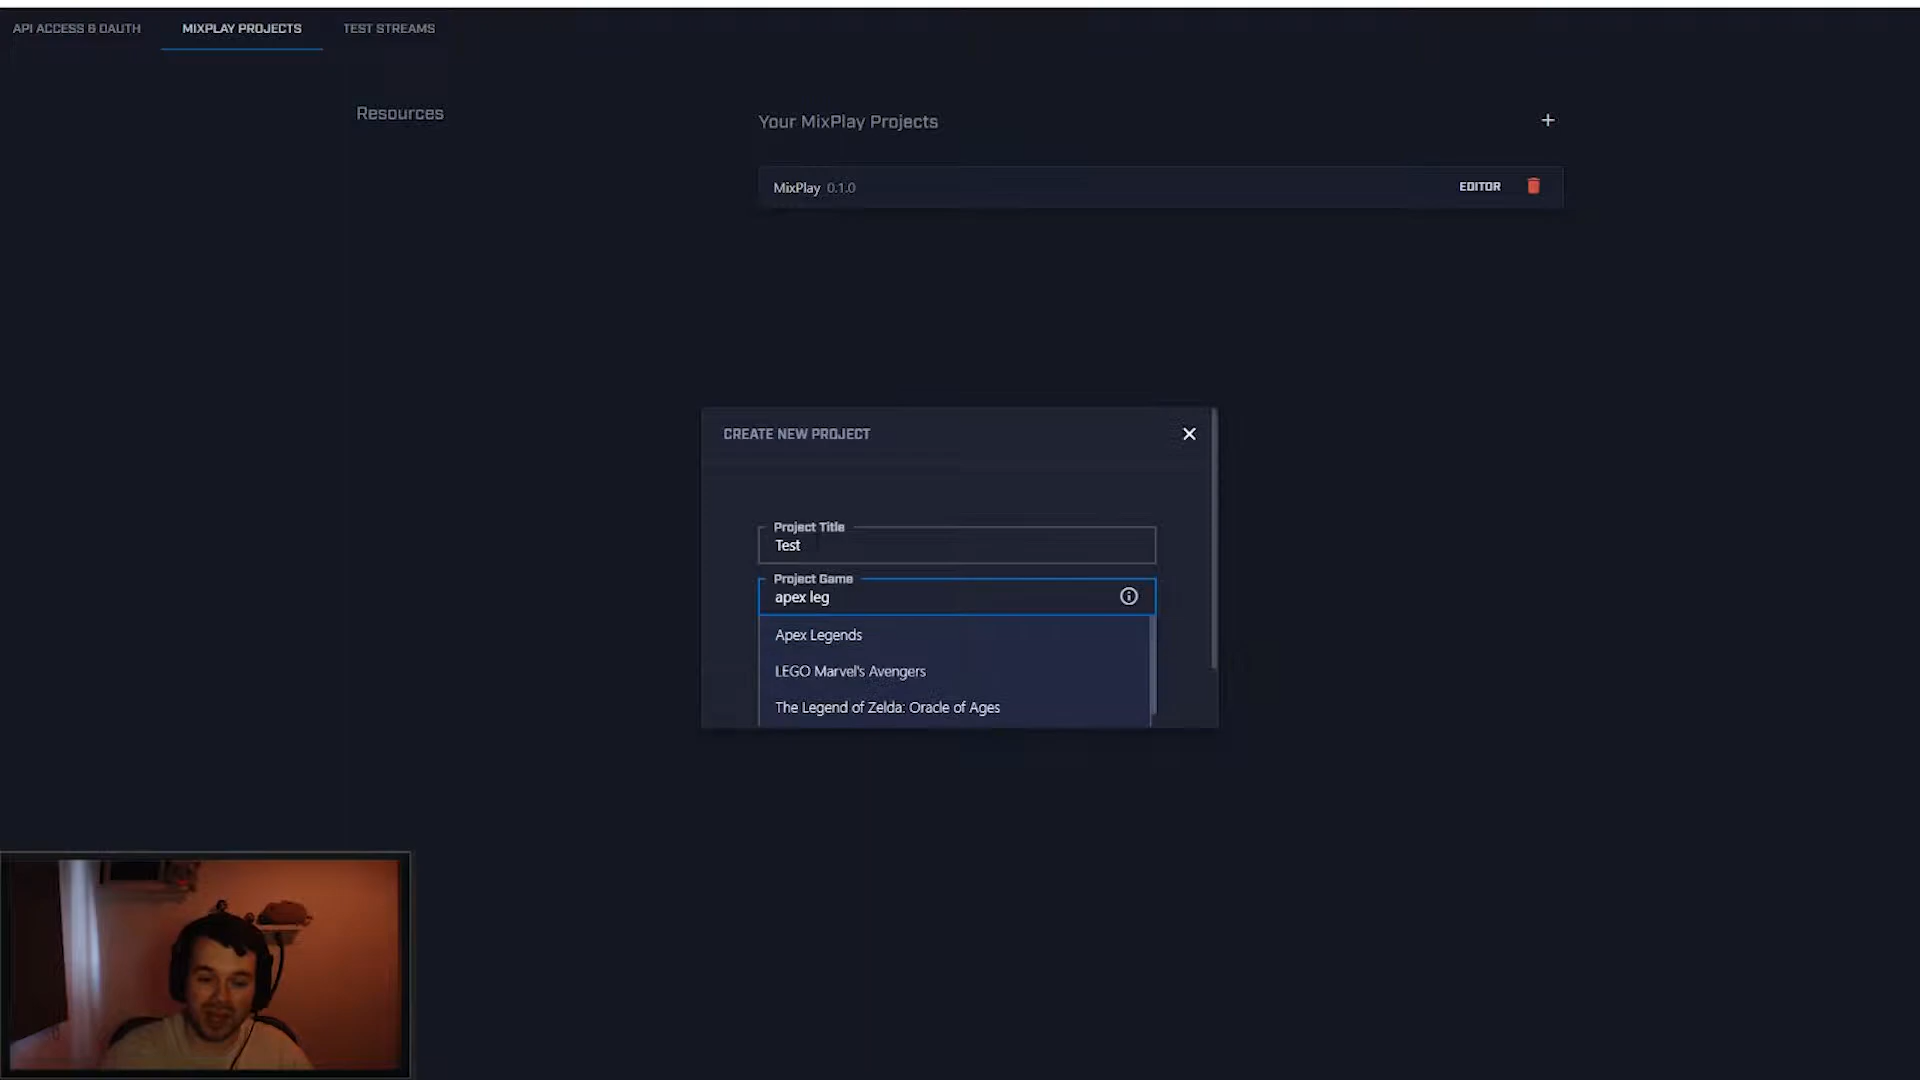 API ACCESS & OAUTH
MIXPLAY PROJECTS
TEST STREAMS
Resources
Your MixPlay Projects
MixPlay 0.1.0
EDITOR
CREATE NEW PROJECT
Project Title
Test
Project Game
apex leg
Apex Legends
LEGO Marvel's Avengers
The Legend of Zelda: Oracle of Ages